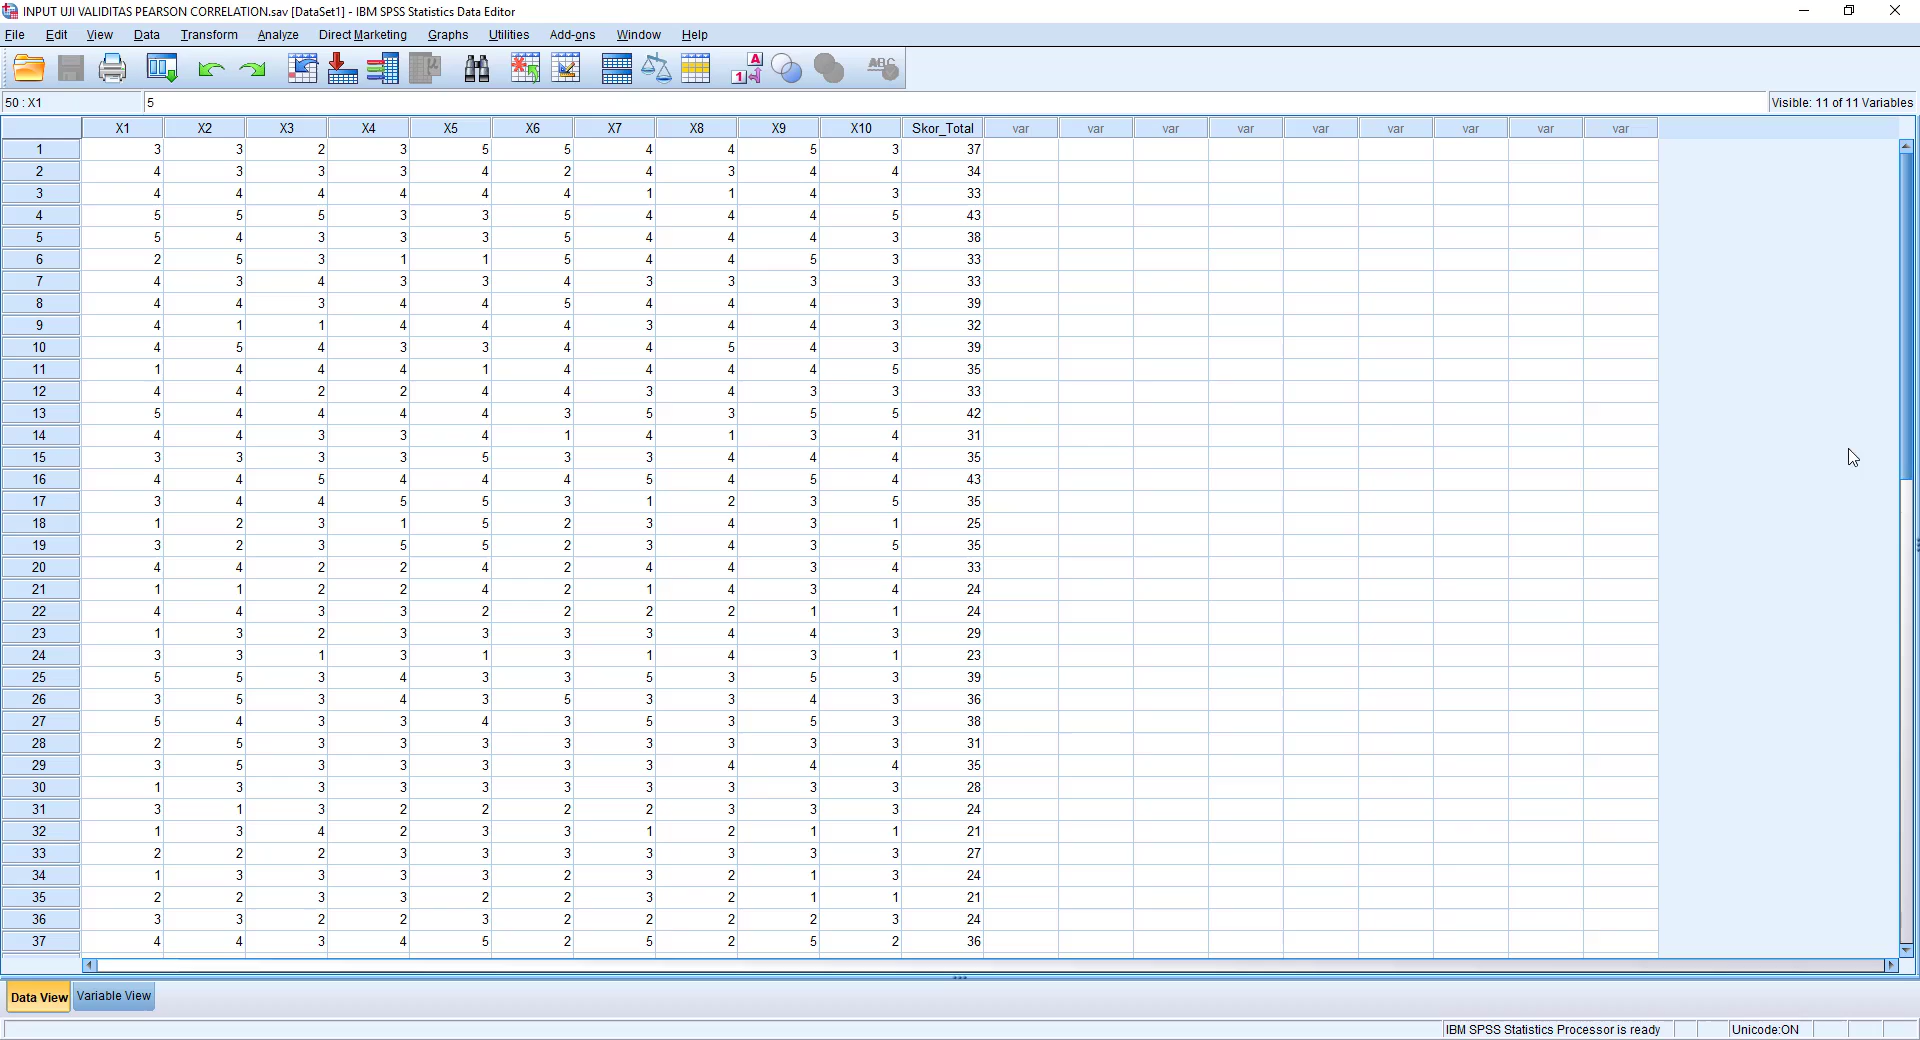 INPUT UJI VALIDITAS PEARSON CORRELATION.sav [DataSet1] - IBM SPSS Statistics Data Editor
File Edit View Data Transform Analyze Direct Marketing Graphs Utilities Add-ons Window Help
50 : X1 5 Visible: 11 of 11 Variables
X1 X2 X3 X4 X5 X6 X7 X8 X9 X10 Skor_Total var var var var var var var var var
1 3 3 2 3 5 5 4 4 5 3 37
2 4 3 3 3 4 2 4 3 4 4 34
3 4 4 4 4 4 4 1 1 4 3 33
4 5 5 5 3 3 5 4 4 4 5 43
5 5 4 3 3 3 5 4 4 4 3 38
6 2 5 3 1 1 5 4 4 5 3 33
7 4 3 4 3 3 4 3 3 3 3 33
8 4 4 3 4 4 5 4 4 4 3 39
9 4 1 1 4 4 4 3 4 4 3 32
10 4 5 4 3 3 4 4 5 4 3 39
11 1 4 4 4 1 4 4 4 4 5 35
12 4 4 2 2 4 4 3 4 3 3 33
13 5 4 4 4 4 3 5 3 5 5 42
14 4 4 3 3 4 1 4 1 3 4 31
15 3 3 3 3 5 3 3 4 4 4 35
16 4 4 5 4 4 4 5 4 5 4 43
17 3 4 4 5 5 3 1 2 3 5 35
18 1 2 3 1 5 2 3 4 3 1 25
19 3 2 3 5 5 2 3 4 3 5 35
20 4 4 2 2 4 2 4 4 3 4 33
21 1 1 2 2 4 2 1 4 3 4 24
22 4 4 3 3 2 2 2 2 1 1 24
23 1 3 2 3 3 3 3 4 4 3 29
24 3 3 1 3 1 3 1 4 3 1 23
25 5 5 3 4 3 3 5 3 5 3 39
26 3 5 3 4 3 5 3 3 4 3 36
27 5 4 3 3 4 3 5 3 5 3 38
28 2 5 3 3 3 3 3 3 3 3 31
29 3 5 3 3 3 3 3 4 4 4 35
30 1 3 3 3 3 3 3 3 3 3 28
31 3 1 3 2 2 2 2 3 3 3 24
32 1 3 4 2 3 3 1 2 1 1 21
33 2 2 2 3 3 3 3 3 3 3 27
34 1 3 3 3 3 2 3 2 1 3 24
35 2 2 3 3 2 2 3 2 1 1 21
36 3 3 2 2 3 2 2 2 2 3 24
37 4 4 3 4 5 2 5 2 5 2 36
Data View Variable View
IBM SPSS Statistics Processor is ready Unicode:ON